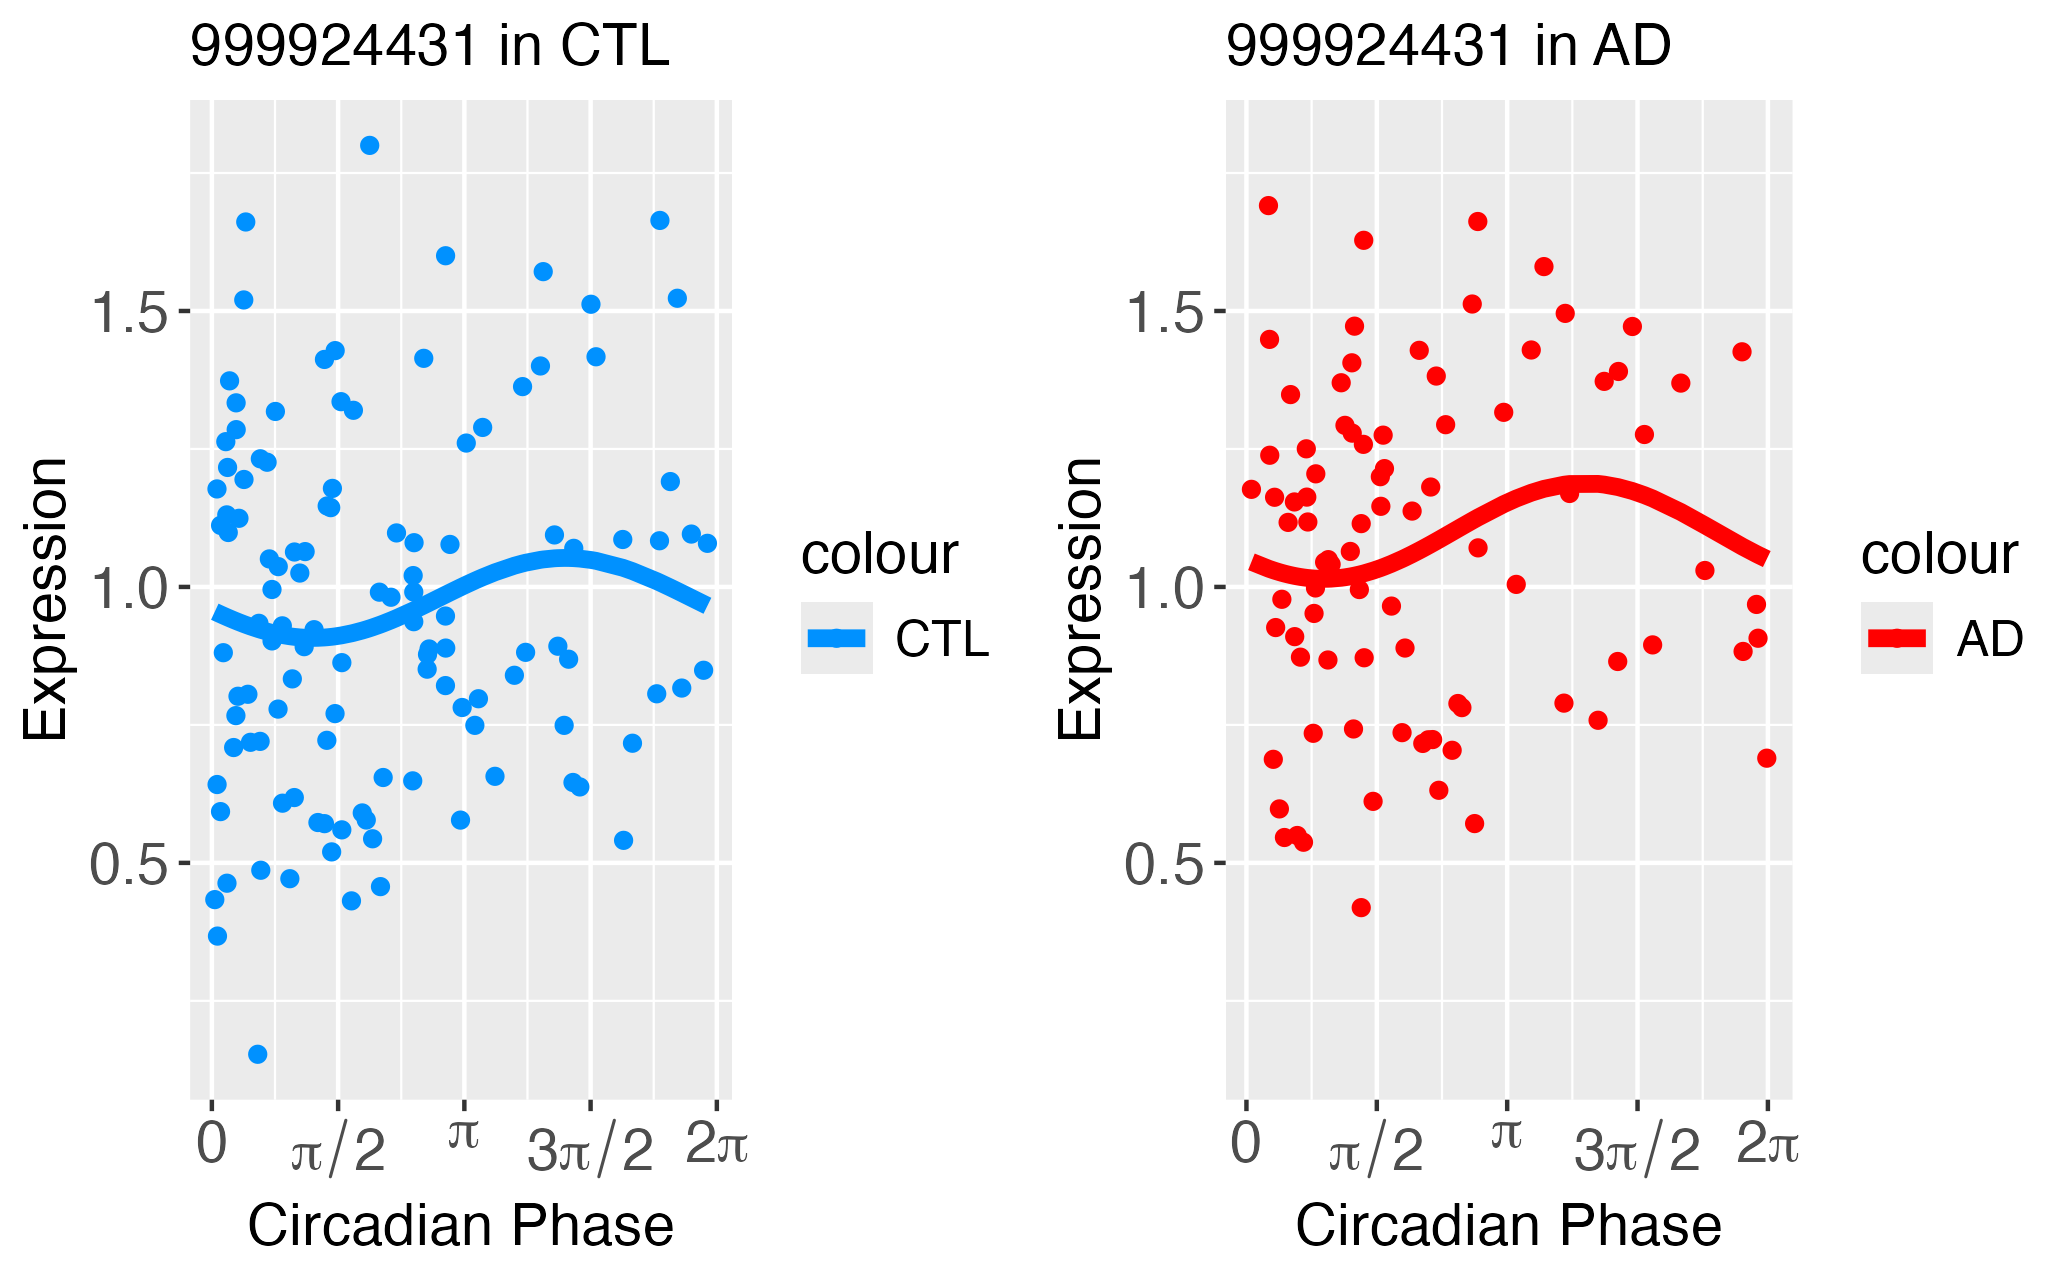 999924431 in CTL
1.5
1.0
0.5
Expression
0
π/2
π
3π/2
2π
Circadian Phase
colour
CTL
999924431 in AD
1.5
1.0
0.5
Expression
0
π/2
π
3π/2
2π
Circadian Phase
colour
AD